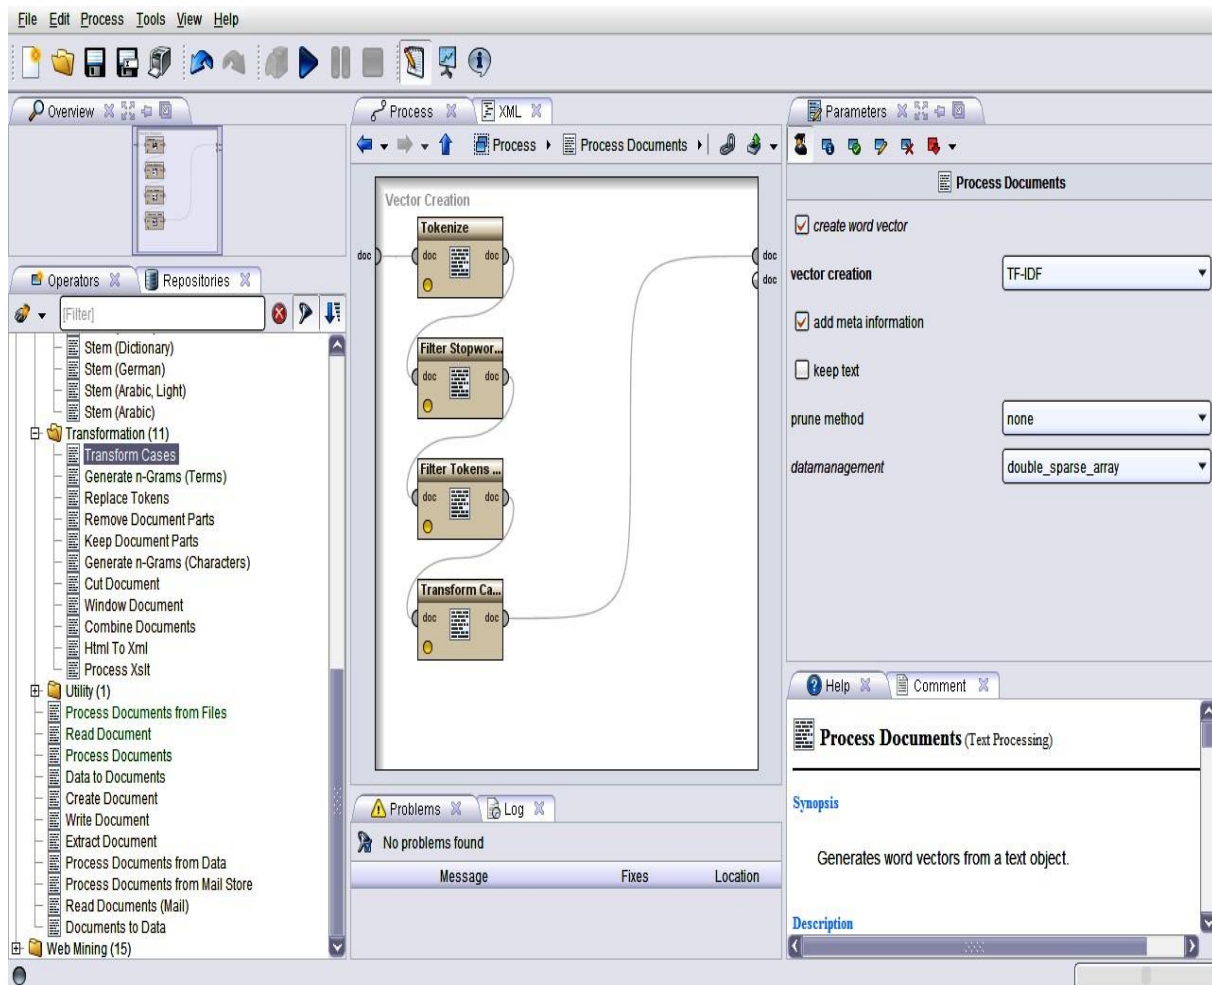 File Edit Process Tools View Help
Overview
Operators
Repositories
[Filter]
Stem (Dictionary)
Stem (German)
Stem (Arabic, Light)
Stem (Arabic)
Transformation (11)
Transform Cases
Generate n-Grams (Terms)
Replace Tokens
Remove Document Parts
Keep Document Parts
Generate n-Grams (Characters)
Cut Document
Window Document
Combine Documents
Html To Xml
Process Xslt
Utility (1)
Process Documents from Files
Read Document
Process Documents
Data to Documents
Create Document
Write Document
Extract Document
Process Documents from Data
Process Documents from Mail Store
Read Documents (Mail)
Documents to Data
Web Mining (15)
Process
XML
Process Process Documents
Vector Creation
Tokenize
doc doc doc doc
doc
Filter Stopwor...
doc doc
Filter Tokens ...
doc doc
Transform Ca...
doc doc
Problems
Log
No problems found
Message Fixes Location
Parameters
Process Documents
create word vector
vector creation TF-IDF
add meta information
keep text
prune method none
datamanagement double_sparse_array
Help
Comment
Process Documents (Text Processing)
Synopsis
Generates word vectors from a text object.
Description